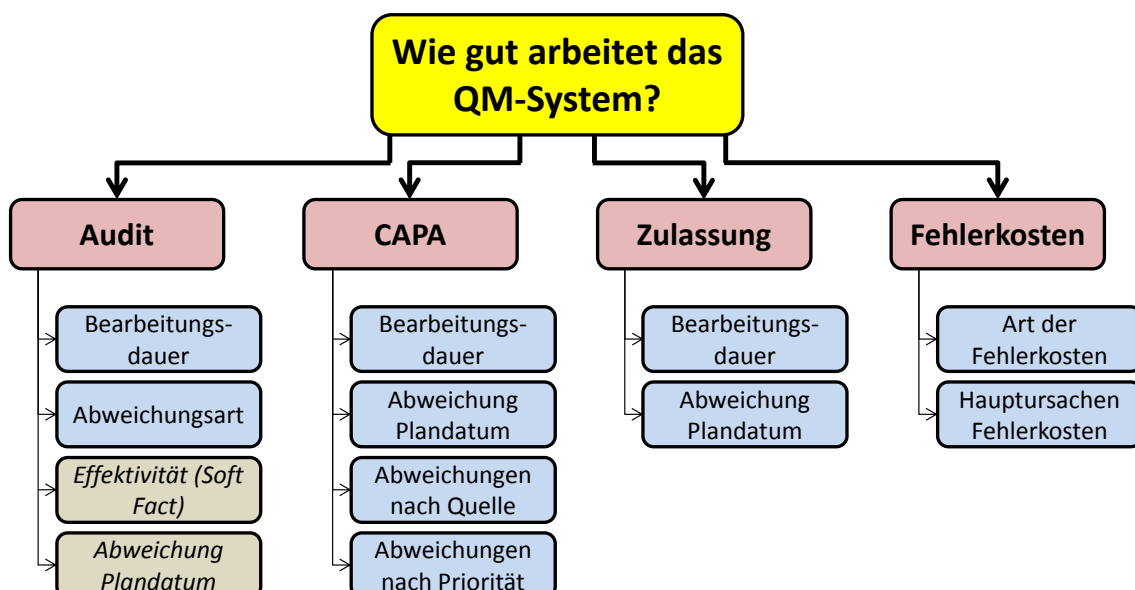 Wie gut arbeitet das
QM-System?
Audit
CAPA
Zulassung
Fehlerkosten
Bearbeitungs-
dauer
Abweichungsart
Effektivität (Soft
Fact)
Abweichung
Plandatum
Bearbeitungs-
dauer
Abweichung
Plandatum
Abweichungen
nach Quelle
Abweichungen
nach Priorität
Bearbeitungs-
dauer
Abweichung
Plandatum
Art der
Fehlerkosten
Hauptursachen
Fehlerkosten